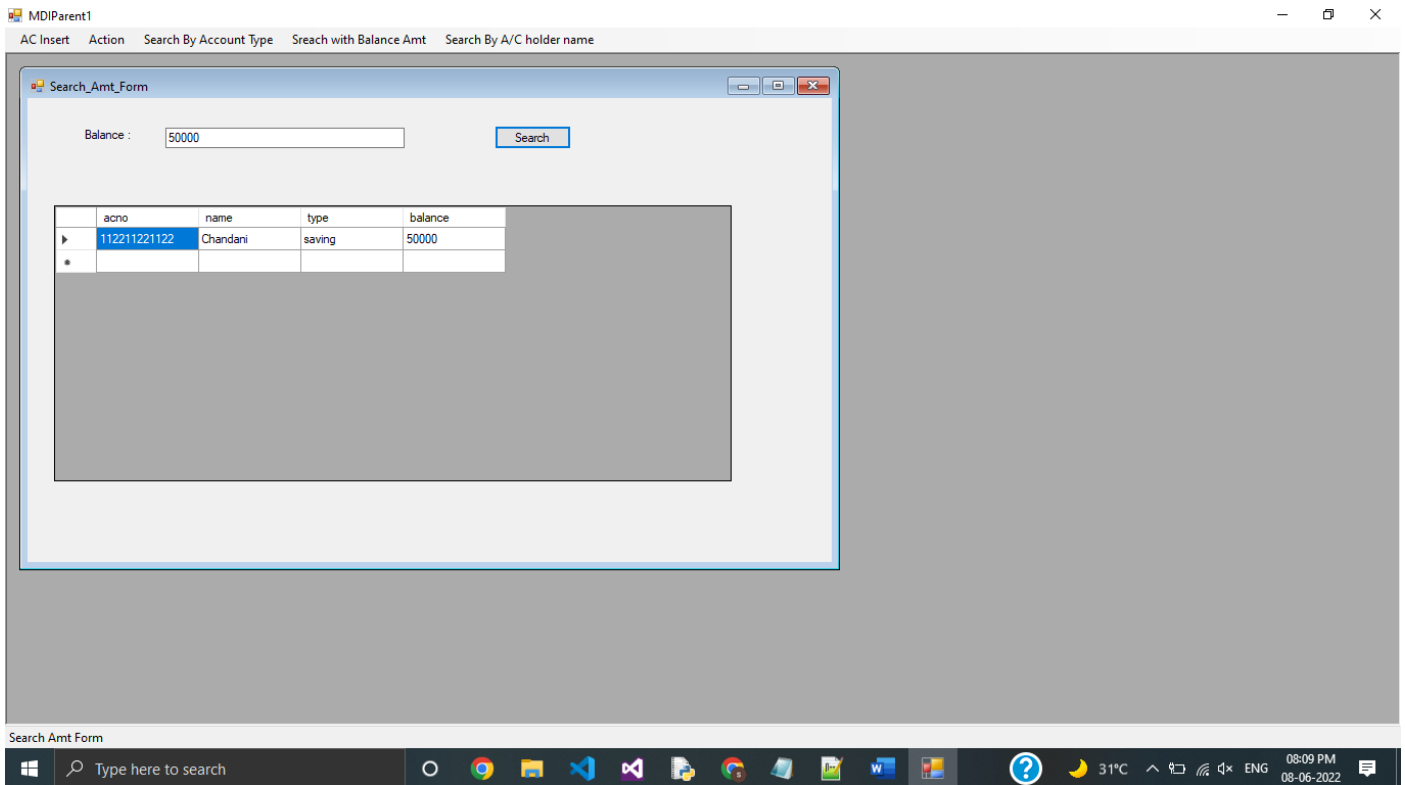 MDIParent1
AC Insert Action Search By Account Type Sreach with Balance Amt Search By A/C holder name
Search_Amt_Form
Balance : 50000 Search
acno name type balance
112211221122 Chandani saving 50000
Search Amt Form
Type here to search 31°C ENG 08:09 PM
08-06-2022